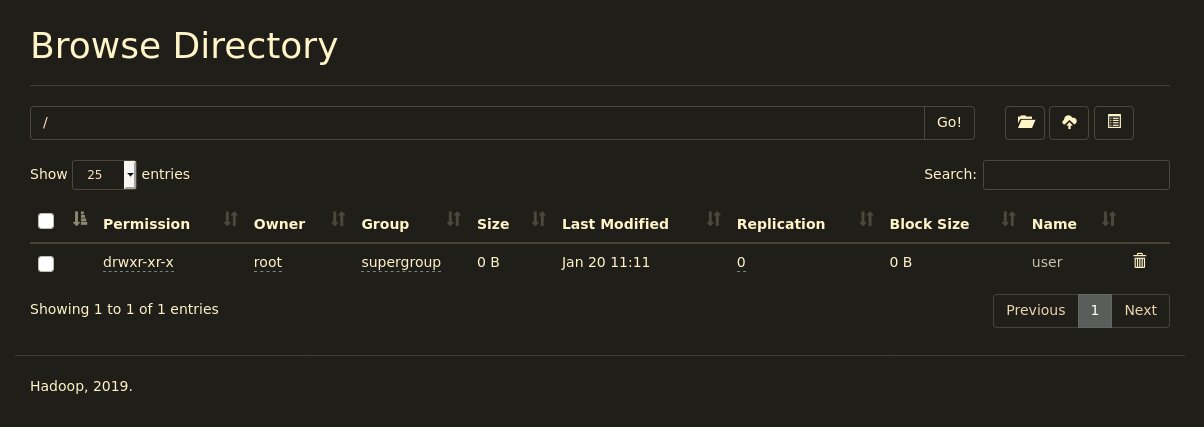 Browse Directory
/ Go!
Show 25 entries Search:
Permission Owner Group Size Last Modified Replication Block Size Name
drwxr-xr-x root supergroup 0 B Jan 20 11:11 0 0 B user
Showing 1 to 1 of 1 entries Previous 1 Next
Hadoop, 2019.